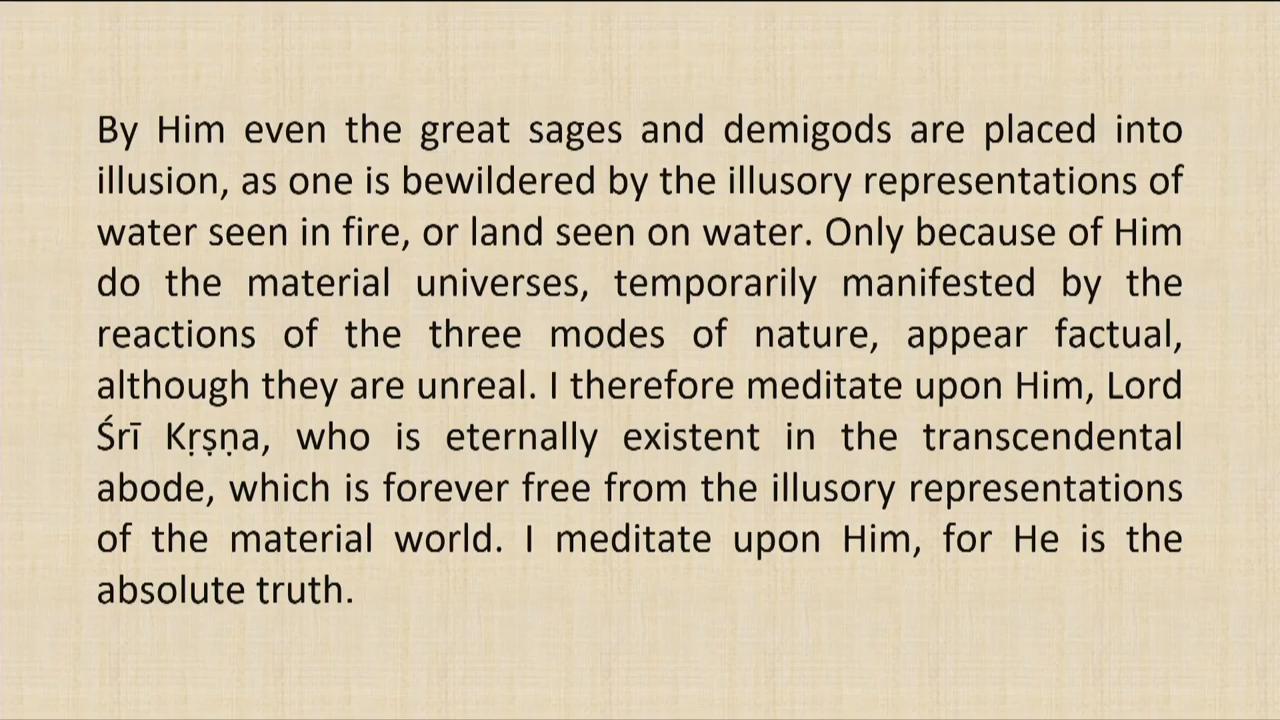 By Him even the great sages and demigods are placed into
illusion, as one is bewildered by the illusory representations of
water seen in fire, or land seen on water. Only because of Him
do the material universes, temporarily manifested by the
reactions of the three modes of nature, appear factual,
although they are unreal. I therefore meditate upon Him, Lord
Śrī Kṛṣṇa, who is eternally existent in the transcendental
abode, which is forever free from the illusory representations
of the material world. I meditate upon Him, for He is the
absolute truth.